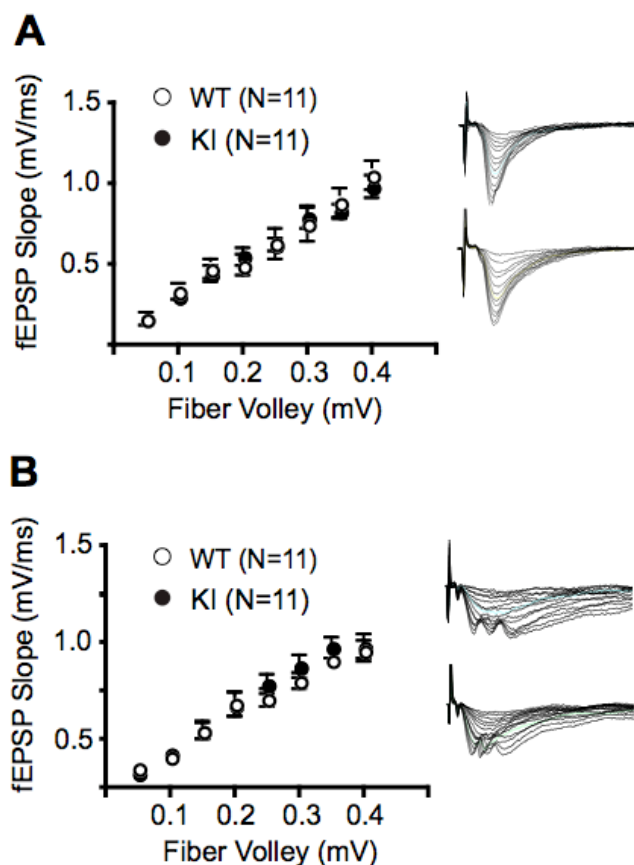 A
fEPSP Slope (mV/ms)
1.5
1.0
0.5
WT (N=11)
KI (N=11)
0.1 0.2 0.3 0.4
Fiber Volley (mV)
B
fEPSP Slope (mV/ms)
1.5
1.0
0.5
WT (N=11)
KI (N=11)
0.1 0.2 0.3 0.4
Fiber Volley (mV)